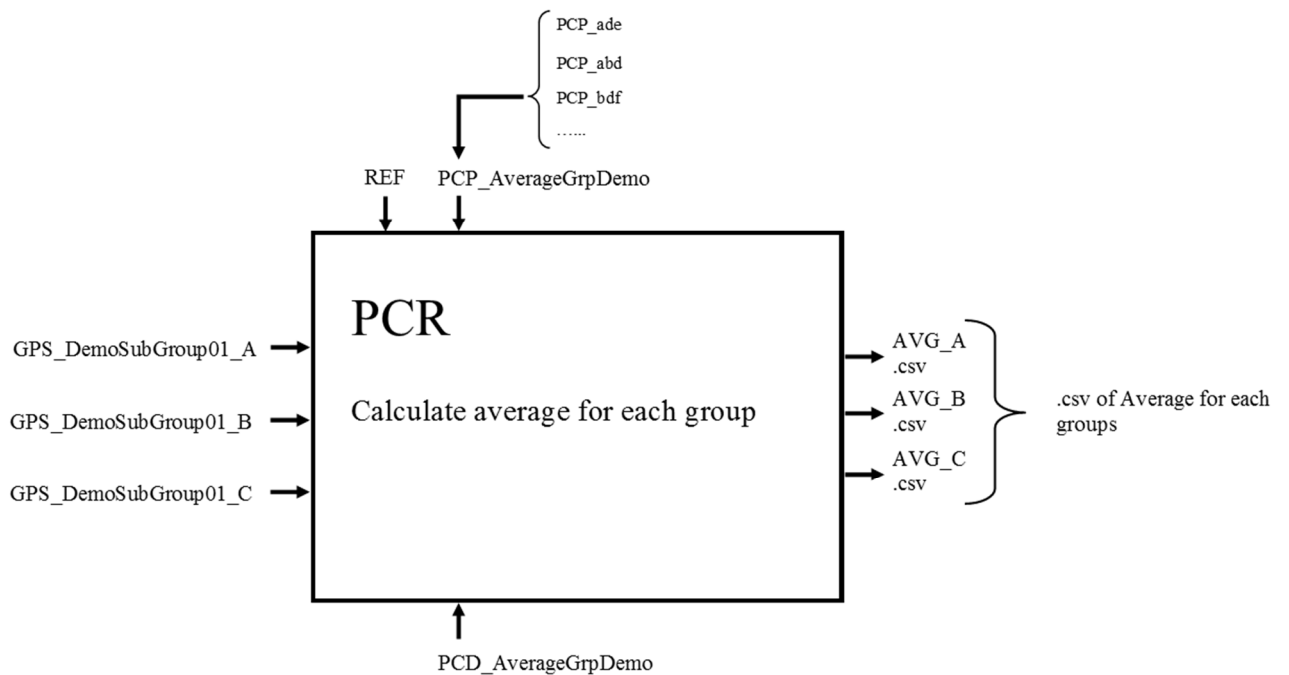 PCP_ade
PCP_abd
PCP_bdf
…...
REF
PCP_AverageGrpDemo
PCR
Calculate average for each group
GPS_DemoSubGroup01_A
GPS_DemoSubGroup01_B
GPS_DemoSubGroup01_C
AVG_A
.csv
AVG_B
.csv
AVG_C
.csv
.csv of Average for each
groups
PCD_AverageGrpDemo